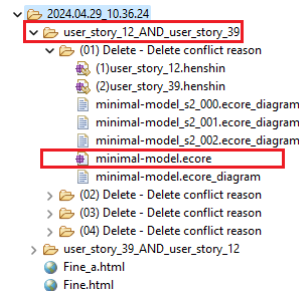 2024.04.29_10.36.24
user_story_12_AND_user_story_39
(01) Delete - Delete conflict reason
(1)user_story_12.henshin
(2)user_story_39.henshin
minimal-model_s2_000.ecore_diagram
minimal-model_s2_001.ecore_diagram
minimal-model_s2_002.ecore_diagram
minimal-model.ecore
minimal-model.ecore_diagram
(02) Delete - Delete conflict reason
(03) Delete - Delete conflict reason
(04) Delete - Delete conflict reason
user_story_39_AND_user_story_12
Fine_a.html
Fine.html